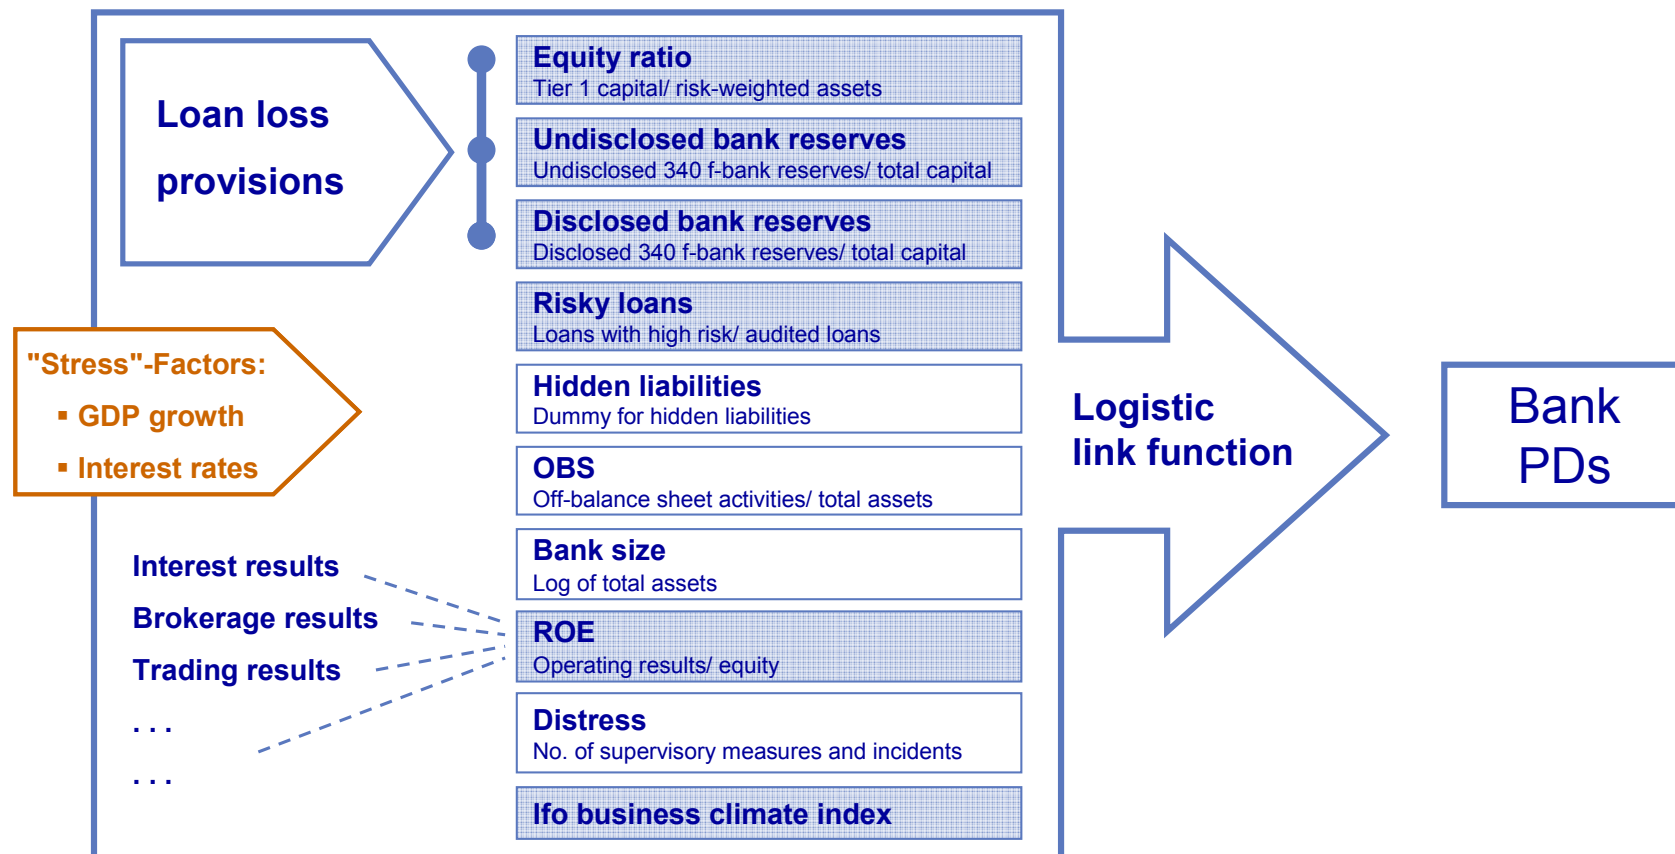 Loan loss
provisions
"Stress"-Factors:
▪ GDP growth
▪ Interest rates
Interest results
Brokerage results
Trading results
. . .
. . .
Equity ratio
Tier 1 capital/ risk-weighted assets
Undisclosed bank reserves
Undisclosed 340 f-bank reserves/ total capital
Disclosed bank reserves
Disclosed 340 f-bank reserves/ total capital
Risky loans
Loans with high risk/ audited loans
Hidden liabilities
Dummy for hidden liabilities
OBS
Off-balance sheet activities/ total assets
Bank size
Log of total assets
ROE
Operating results/ equity
Distress
No. of supervisory measures and incidents
Ifo business climate index
Logistic
link function
Bank
PDs